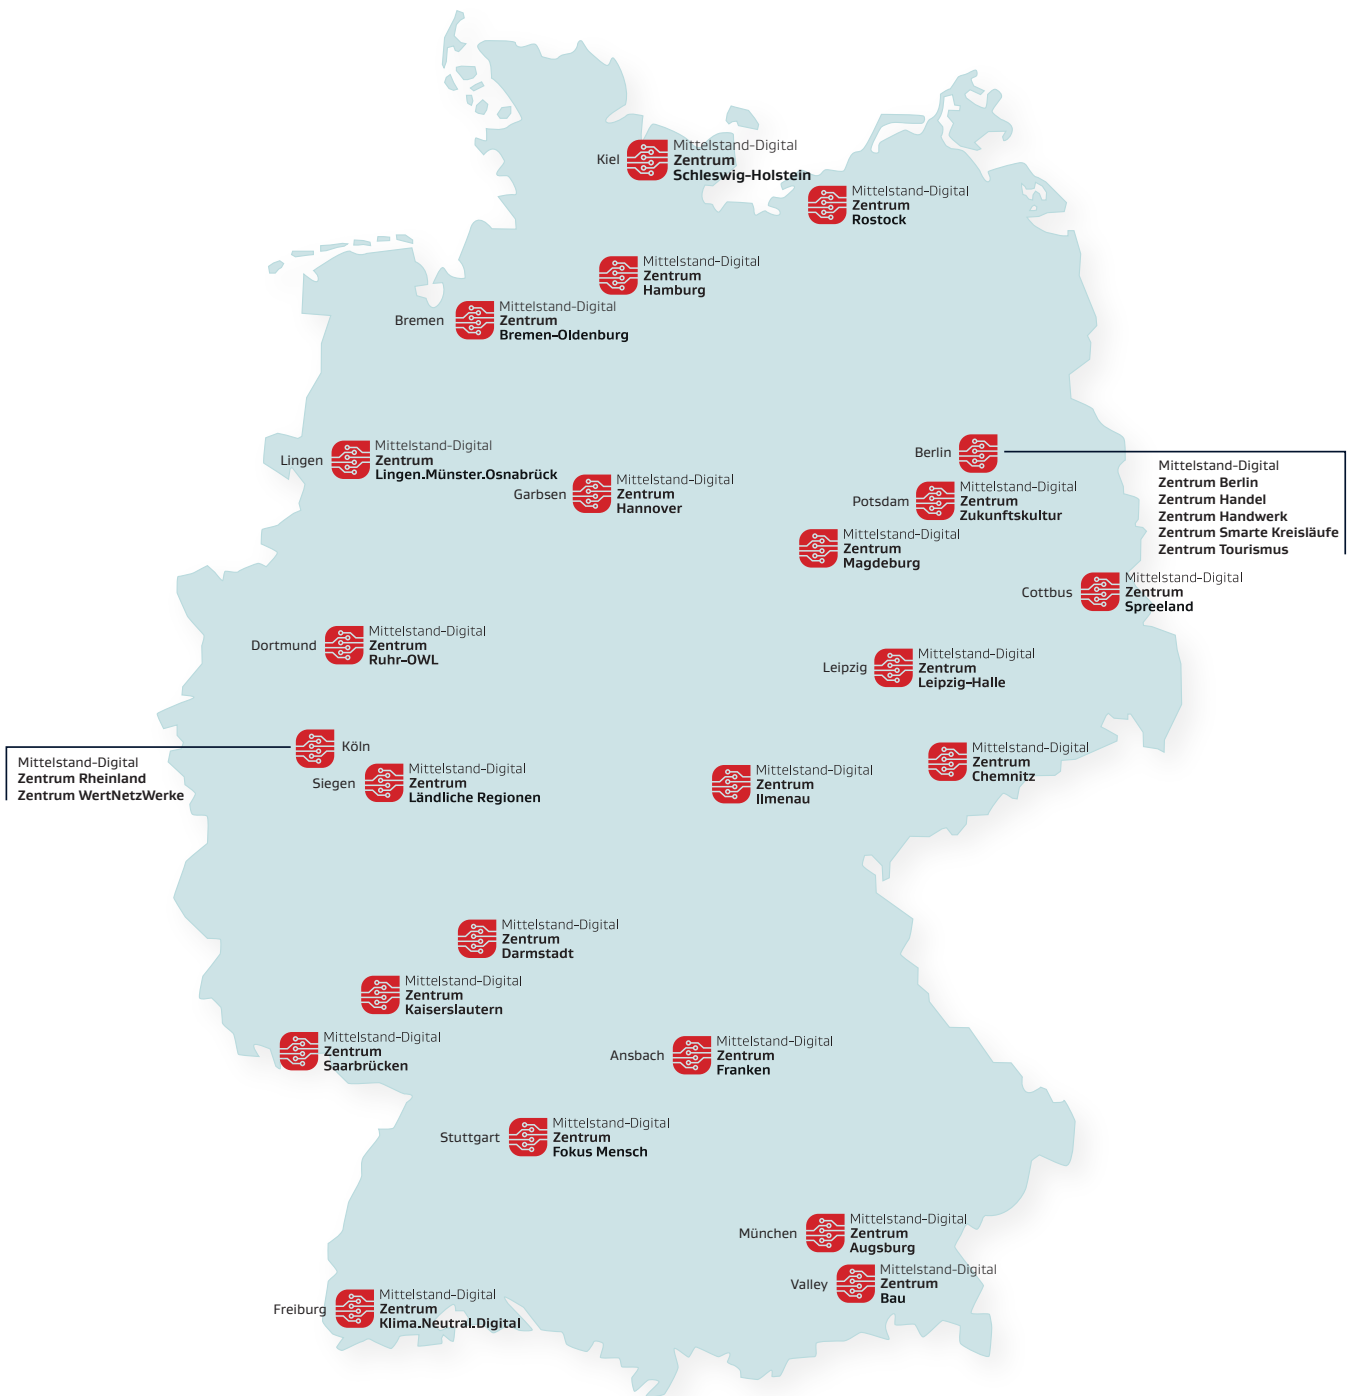 Kiel
Mittelstand-Digital
Zentrum
Schleswig-Holstein
Mittelstand-Digital
Zentrum
Rostock
Mittelstand-Digital
Zentrum
Hamburg
Bremen
Mittelstand-Digital
Zentrum
Bremen-Oldenburg
Lingen
Mittelstand-Digital
Zentrum
Lingen.Münster.Osnabrück
Garbsen
Mittelstand-Digital
Zentrum
Hannover
Berlin
Mittelstand-Digital
Zentrum Berlin
Zentrum Handel
Zentrum Handwerk
Zentrum Smarte Kreisläufe
Zentrum Tourismus
Potsdam
Mittelstand-Digital
Zentrum
Zukunftskultur
Mittelstand-Digital
Zentrum
Magdeburg
Cottbus
Mittelstand-Digital
Zentrum
Spreeland
Dortmund
Mittelstand-Digital
Zentrum
Ruhr-OWL
Leipzig
Mittelstand-Digital
Zentrum
Leipzig-Halle
Köln
Mittelstand-Digital
Zentrum Rheinland
Zentrum WertNetzWerke
Siegen
Mittelstand-Digital
Zentrum
Ländliche Regionen
Mittelstand-Digital
Zentrum
Ilmenau
Mittelstand-Digital
Zentrum
Chemnitz
Mittelstand-Digital
Zentrum
Darmstadt
Mittelstand-Digital
Zentrum
Kaiserslautern
Mittelstand-Digital
Zentrum
Saarbrücken
Ansbach
Mittelstand-Digital
Zentrum
Franken
Stuttgart
Mittelstand-Digital
Zentrum
Fokus Mensch
München
Mittelstand-Digital
Zentrum
Augsburg
Valley
Mittelstand-Digital
Zentrum
Bau
Freiburg
Mittelstand-Digital
Zentrum
Klima.Neutral.Digital